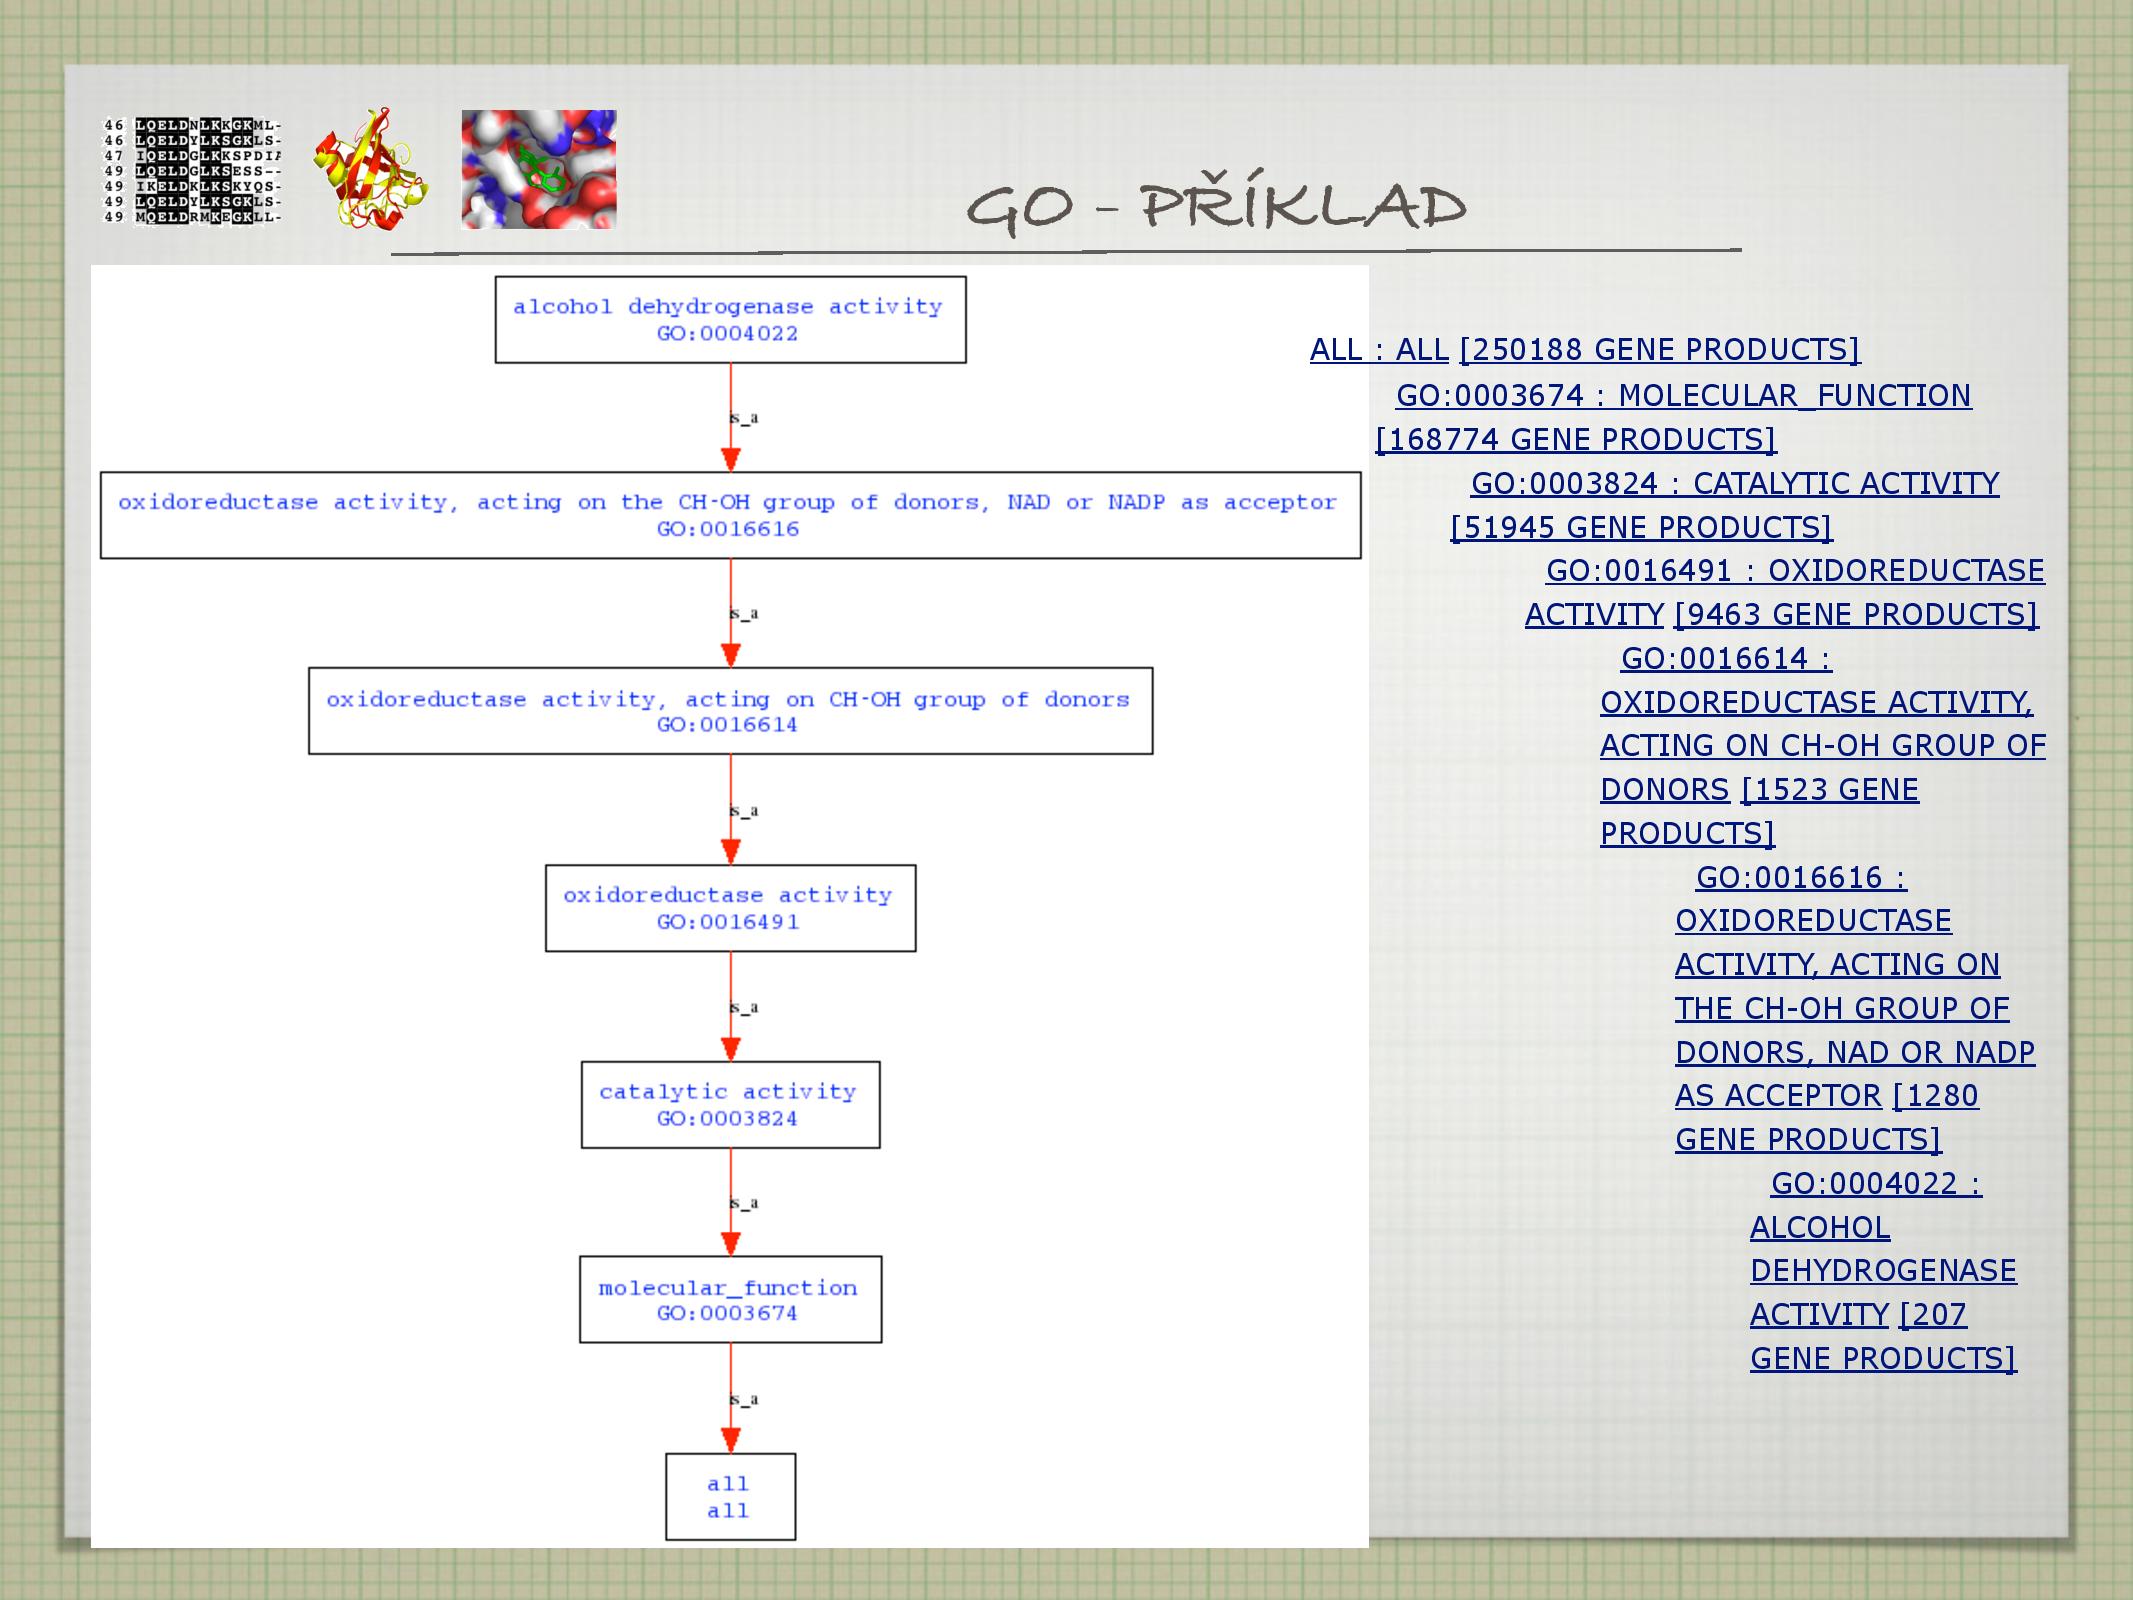 46 LQELDNLKKGKML-
46 LQELDYLKSGKLS-
47 IQELDGLKKSPDI
49 LQELDGLKSESS--
49 IKELDKLKSKYQS-
49 LQELDYLKSGKLS-
49 MQELDRMKEGKLL-
GO - PŘÍKLAD
alcohol dehydrogenase activity
GO:0004022
is_a
oxidoreductase activity, acting on the CH-OH group of donors, NAD or NADP as acceptor
GO:0016616
is_a
oxidoreductase activity, acting on CH-OH group of donors
GO:0016614
is_a
oxidoreductase activity
GO:0016491
is_a
catalytic activity
GO:0003824
is_a
molecular_function
GO:0003674
is_a
all
all
ALL : ALL [250188 GENE PRODUCTS]
GO:0003674 : MOLECULAR_FUNCTION
[168774 GENE PRODUCTS]
GO:0003824 : CATALYTIC ACTIVITY
[51945 GENE PRODUCTS]
GO:0016491 : OXIDOREDUCTASE
ACTIVITY [9463 GENE PRODUCTS]
GO:0016614 :
OXIDOREDUCTASE ACTIVITY,
ACTING ON CH-OH GROUP OF
DONORS [1523 GENE
PRODUCTS]
GO:0016616 :
OXIDOREDUCTASE
ACTIVITY, ACTING ON
THE CH-OH GROUP OF
DONORS, NAD OR NADP
AS ACCEPTOR [1280
GENE PRODUCTS]
GO:0004022 :
ALCOHOL
DEHYDROGENASE
ACTIVITY [207
GENE PRODUCTS]